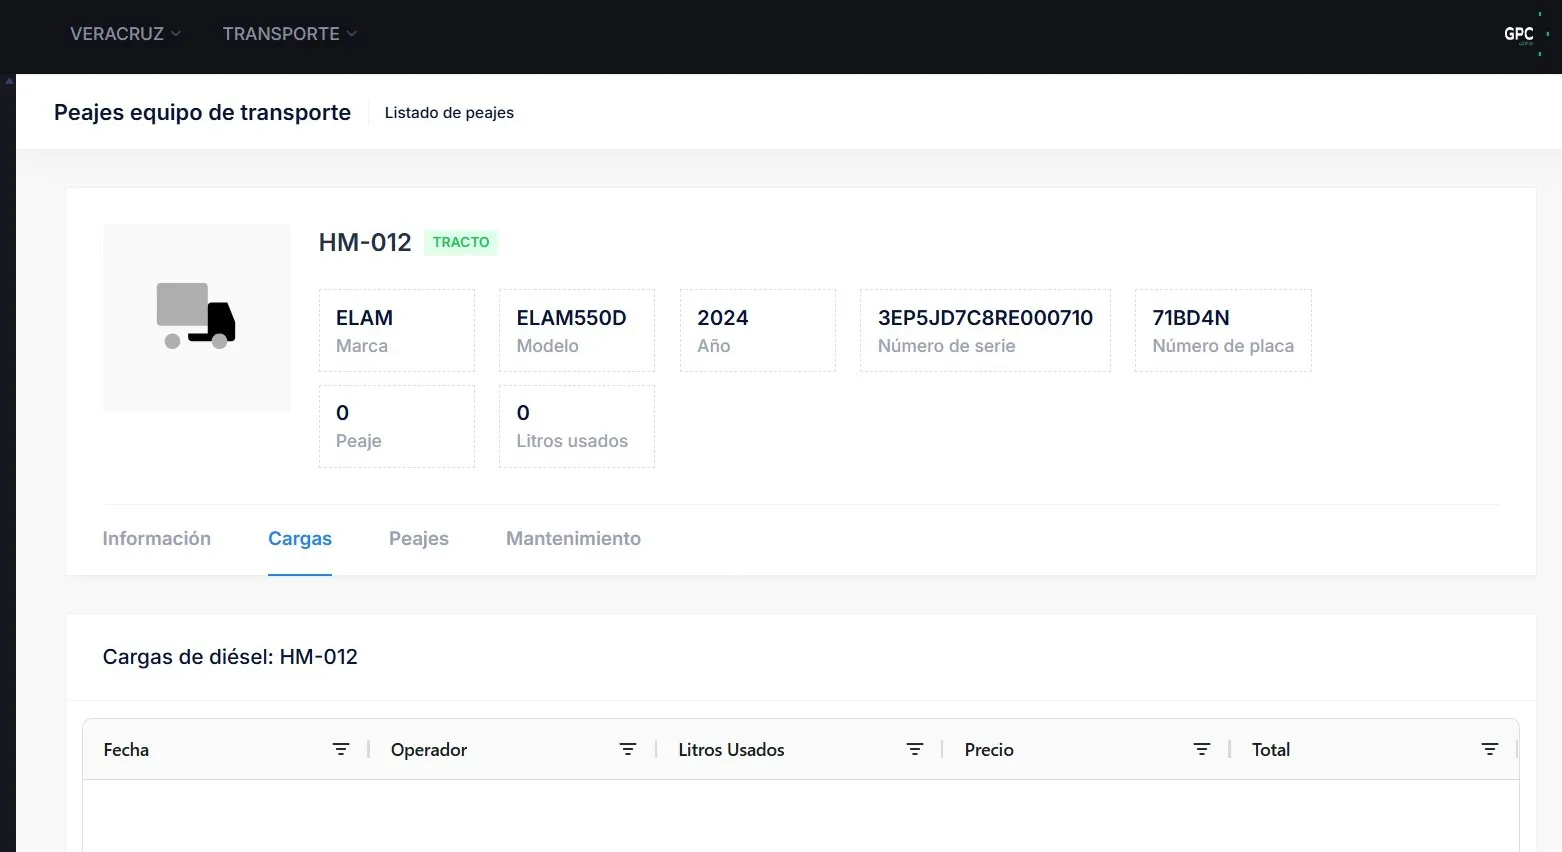 VERACRUZ TRANSPORTE GPC
Peajes equipo de transporte Listado de peajes
HM-012 TRACTO
ELAM ELAM550D 2024 3EP5JD7C8RE000710 71BD4N
Marca Modelo Año Número de serie Número de placa
0 0
Peaje Litros usados
Información Cargas Peajes Mantenimiento
Cargas de diésel: HM-012
Fecha Operador Litros Usados Precio Total